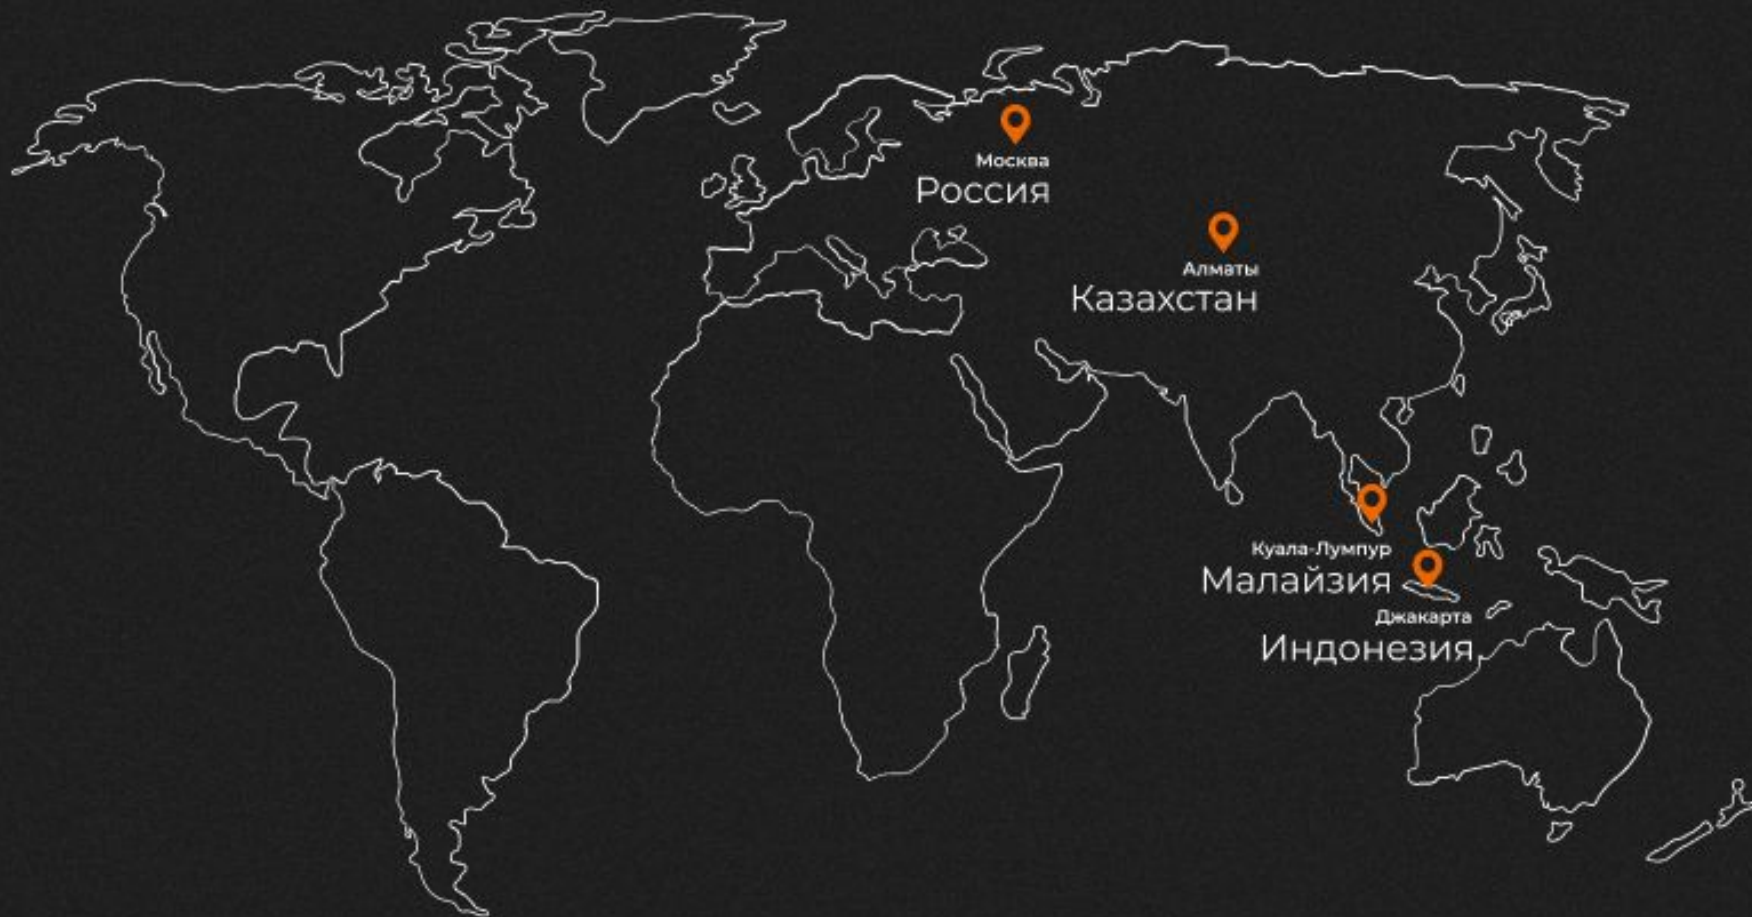 Москва
Россия
Алматы
Казахстан
Куала-Лумпур
Малайзия
Джакарта
Индонезия